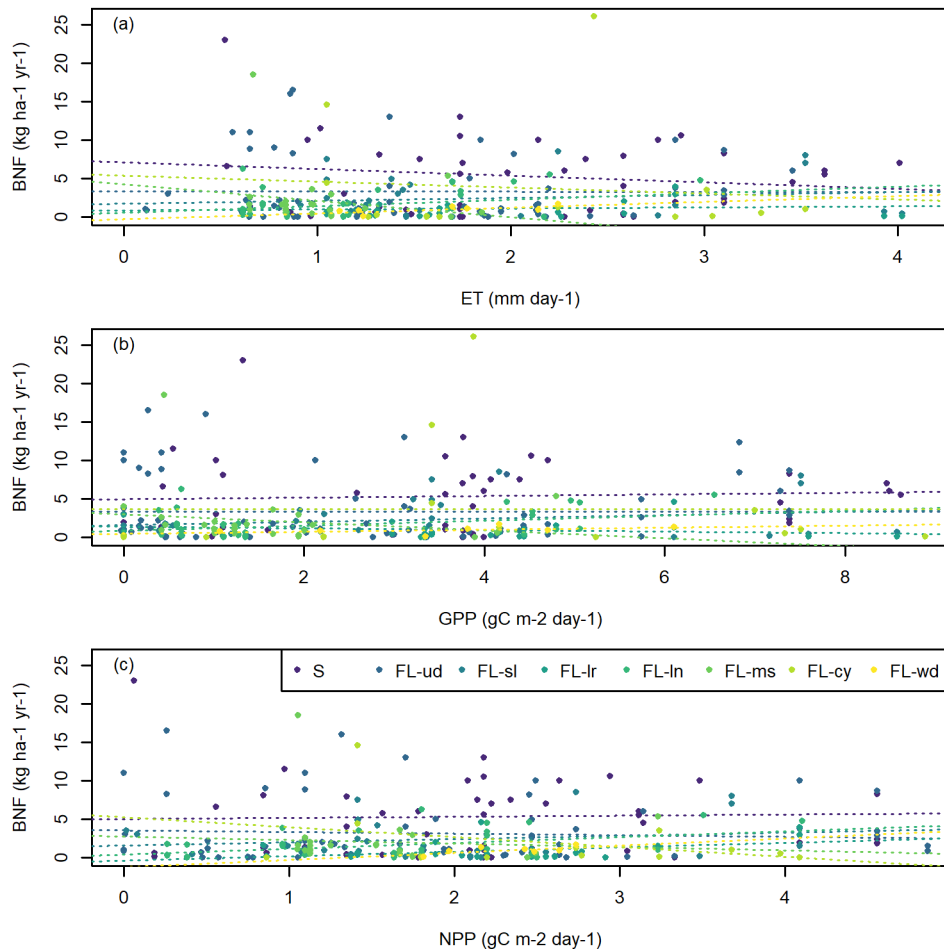 (a)
BNF (kg ha-1 yr-1)
25
20
15
10
5
0
0 1 2 3 4
ET (mm day-1)
(b)
BNF (kg ha-1 yr-1)
25
20
15
10
5
0
0 2 4 6 8
GPP (gC m-2 day-1)
(c)
S FL-ud FL-sl FL-lr FL-ln FL-ms FL-cy FL-wd
BNF (kg ha-1 yr-1)
25
20
15
10
5
0
0 1 2 3 4
NPP (gC m-2 day-1)